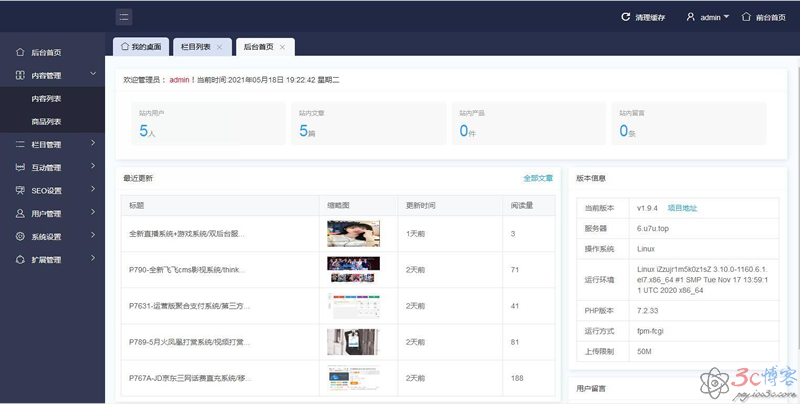 清理缓存 admin 前台首页
后台首页
内容管理
内容列表
商品列表
栏目管理
互动管理
SEO设置
用户管理
系统设置
扩展管理
我的桌面 栏目列表 后台首页
欢迎管理员：admin！当前时间:2021年05月18日 19:22:42 星期二
站内用户 站内文章 站内产品 站内留言
5人 5篇 0件 0条
最近更新 全部文章
标题 缩略图 更新时间 阅读量
全新直播系统+游戏系统/双后台服... 1天前 3
P790-全新飞飞cms影视系统/think... 2天前 71
P7631-运营版聚合支付系统/第三方... 2天前 41
P789-5月火凤凰打赏系统/视频打赏... 2天前 81
P767A-JD京东三网话费直充系统/移... 2天前 188
版本信息
当前版本 v1.9.4 项目地址
服务器 6.u7u.top
操作系统 Linux
运行环境 Linux iZzujr1m5k0z1sZ 3.10.0-1160.6.1.
el7.x86_64 #1 SMP Tue Nov 17 13:59:1
1 UTC 2020 x86_64
PHP版本 7.2.33
运行方式 fpm-fcgi
上传限制 50M
用户留言
3c博客